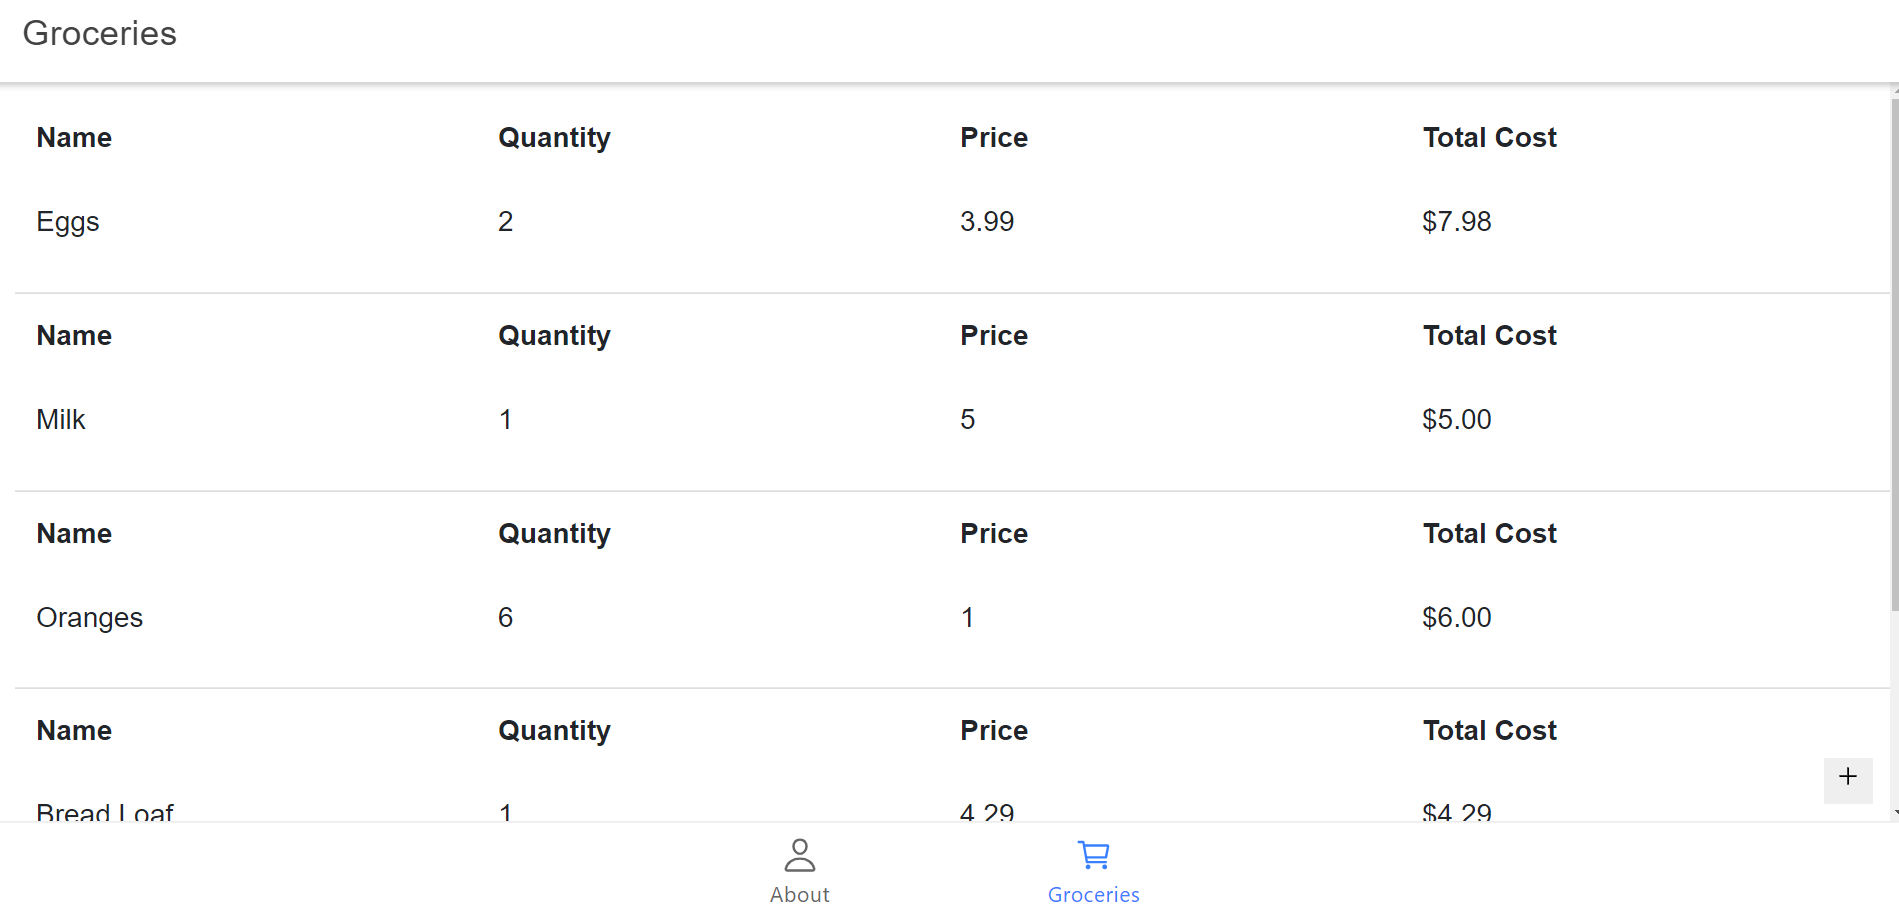 Groceries
Name Quantity Price Total Cost
Eggs 2 3.99 $7.98
Name Quantity Price Total Cost
Milk 1 5 $5.00
Name Quantity Price Total Cost
Oranges 6 1 $6.00
Name Quantity Price Total Cost
+
Bread Loaf 1 4.29 $4.29
About Groceries